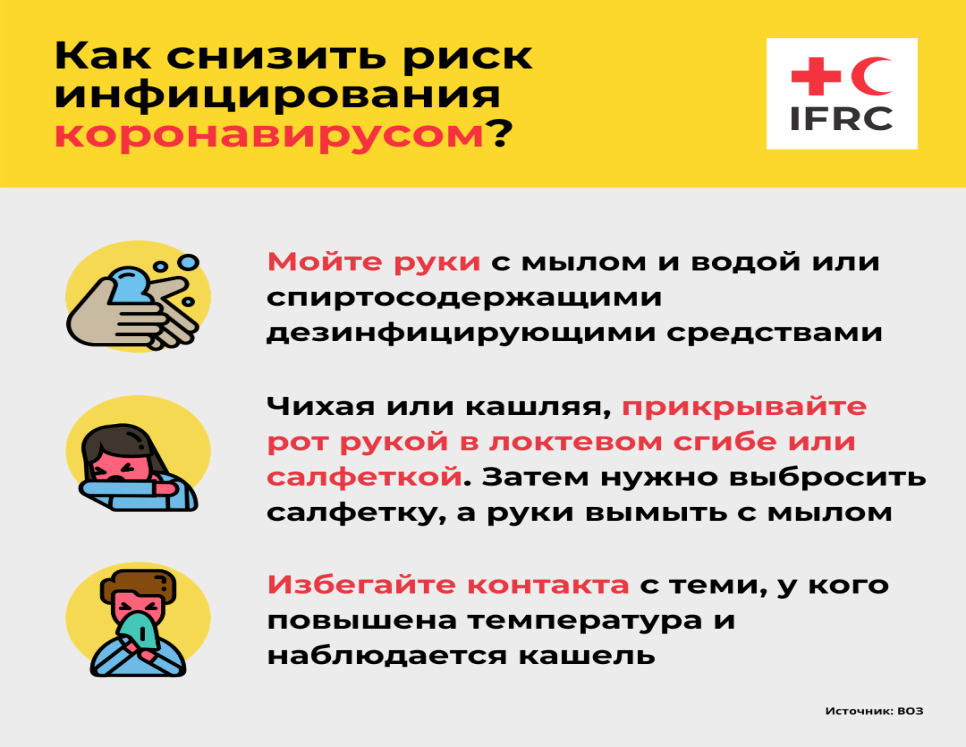 Как снизить риск
инфицирования
коронавирусом?
IFRC
Мойте руки с мылом и водой или
спиртосодержащими
дезинфицирующими средствами
Чихая или кашляя, прикрывайте
рот рукой в локтевом сгибе или
салфеткой. Затем нужно выбросить
салфетку, а руки вымыть с мылом
Избегайте контакта с теми, у кого
повышена температура и
наблюдается кашель
Источник: ВОЗ